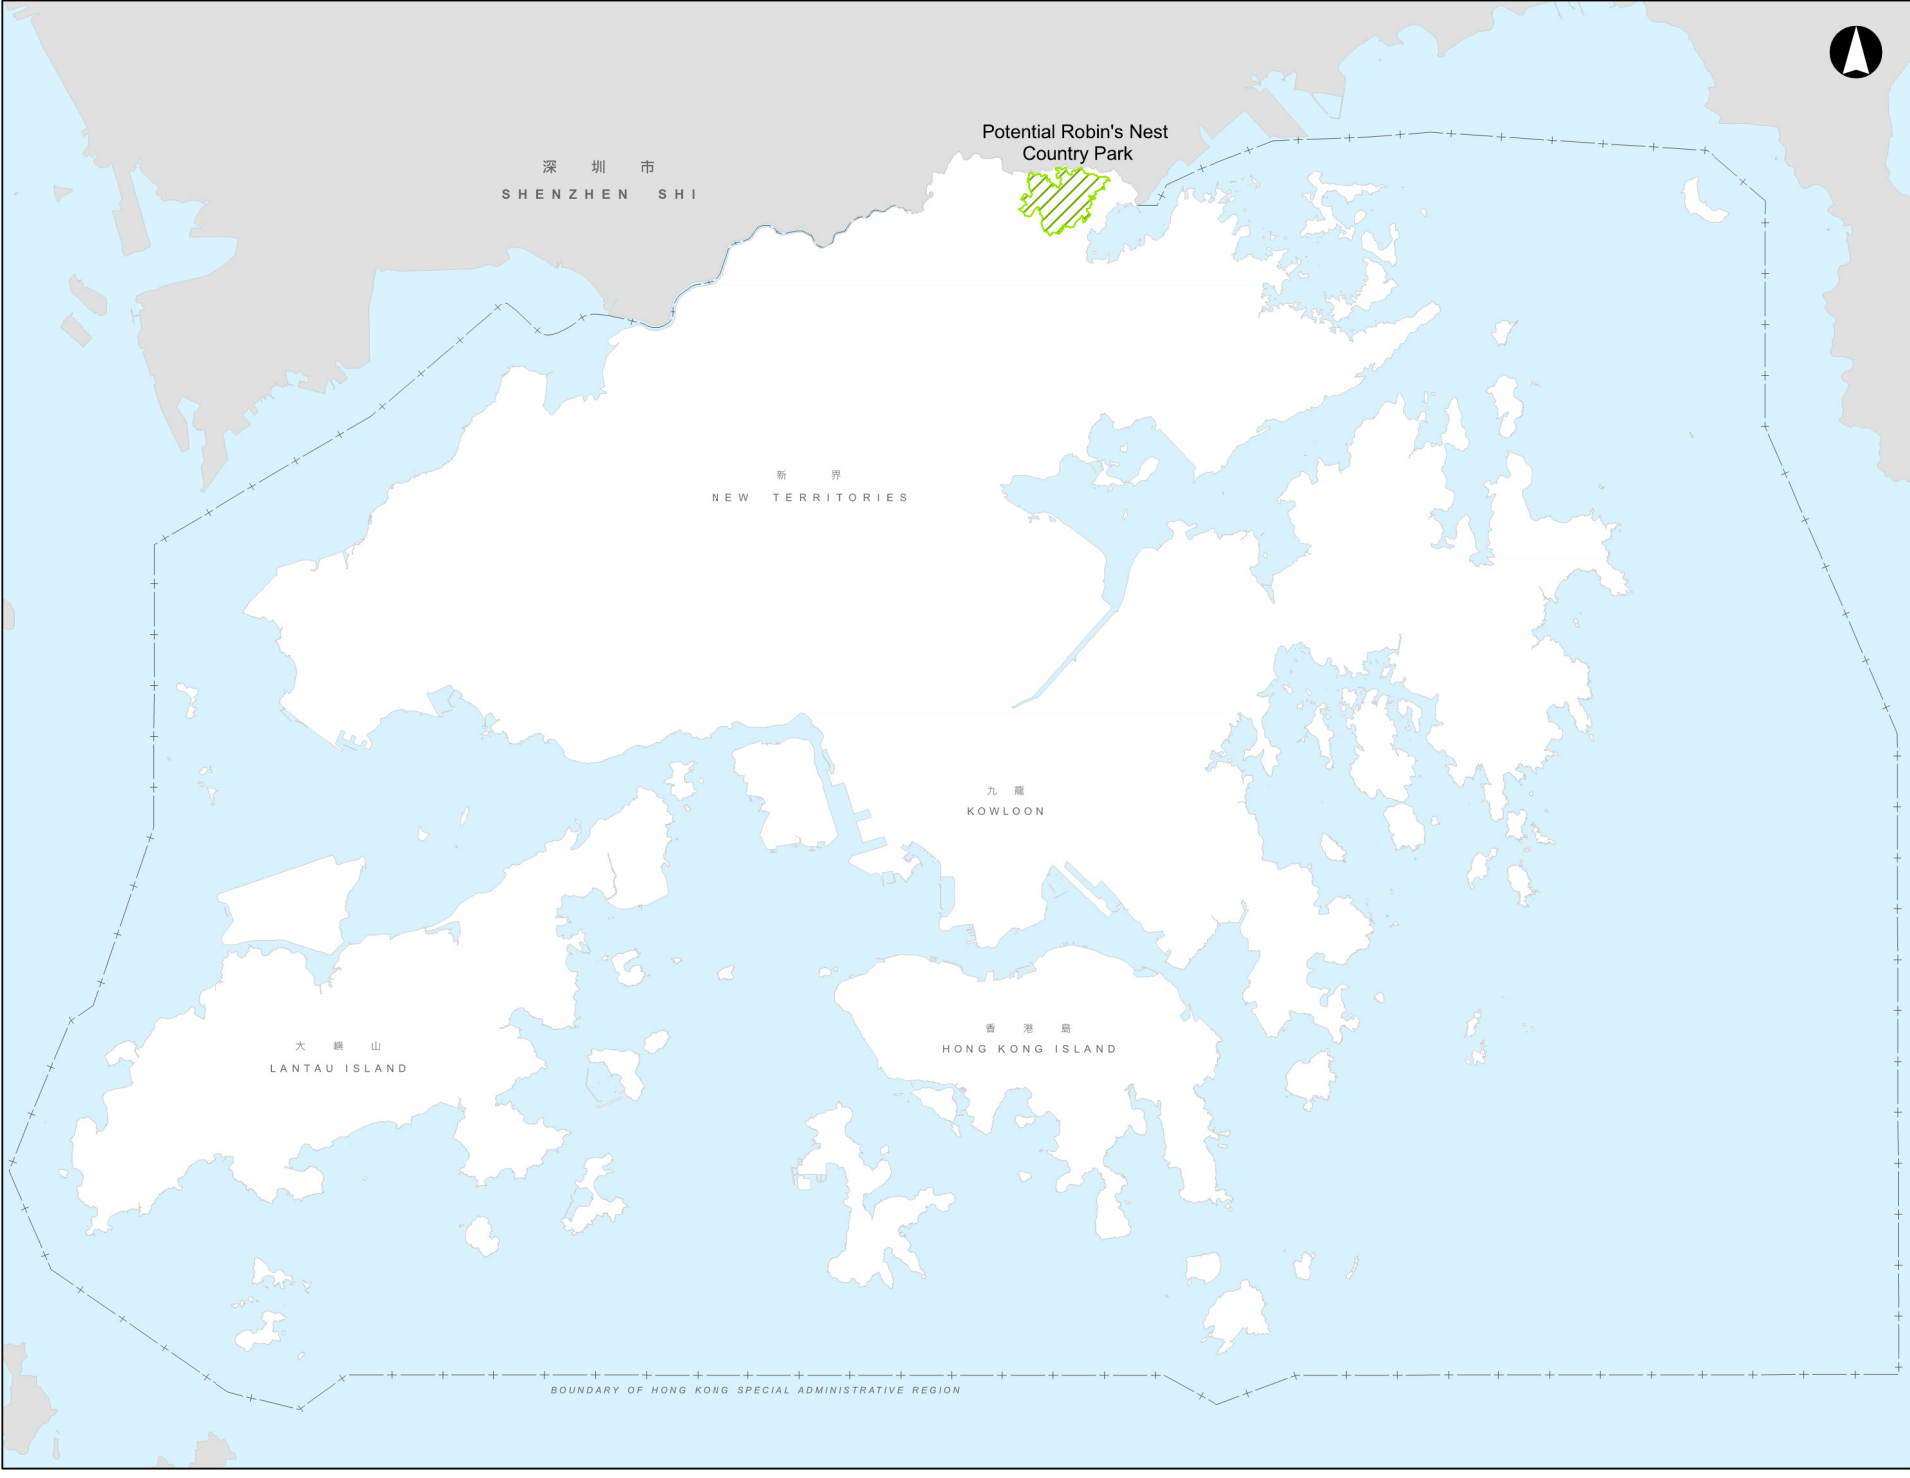 Potential Robin's Nest
Country Park
深 圳 市
SHENZHEN SHI
新 界
NEW TERRITORIES
九 龍
KOWLOON
香 港 島
HONG KONG ISLAND
大 嶼 山
LANTAU ISLAND
BOUNDARY OF HONG KONG SPECIAL ADMINISTRATIVE REGION